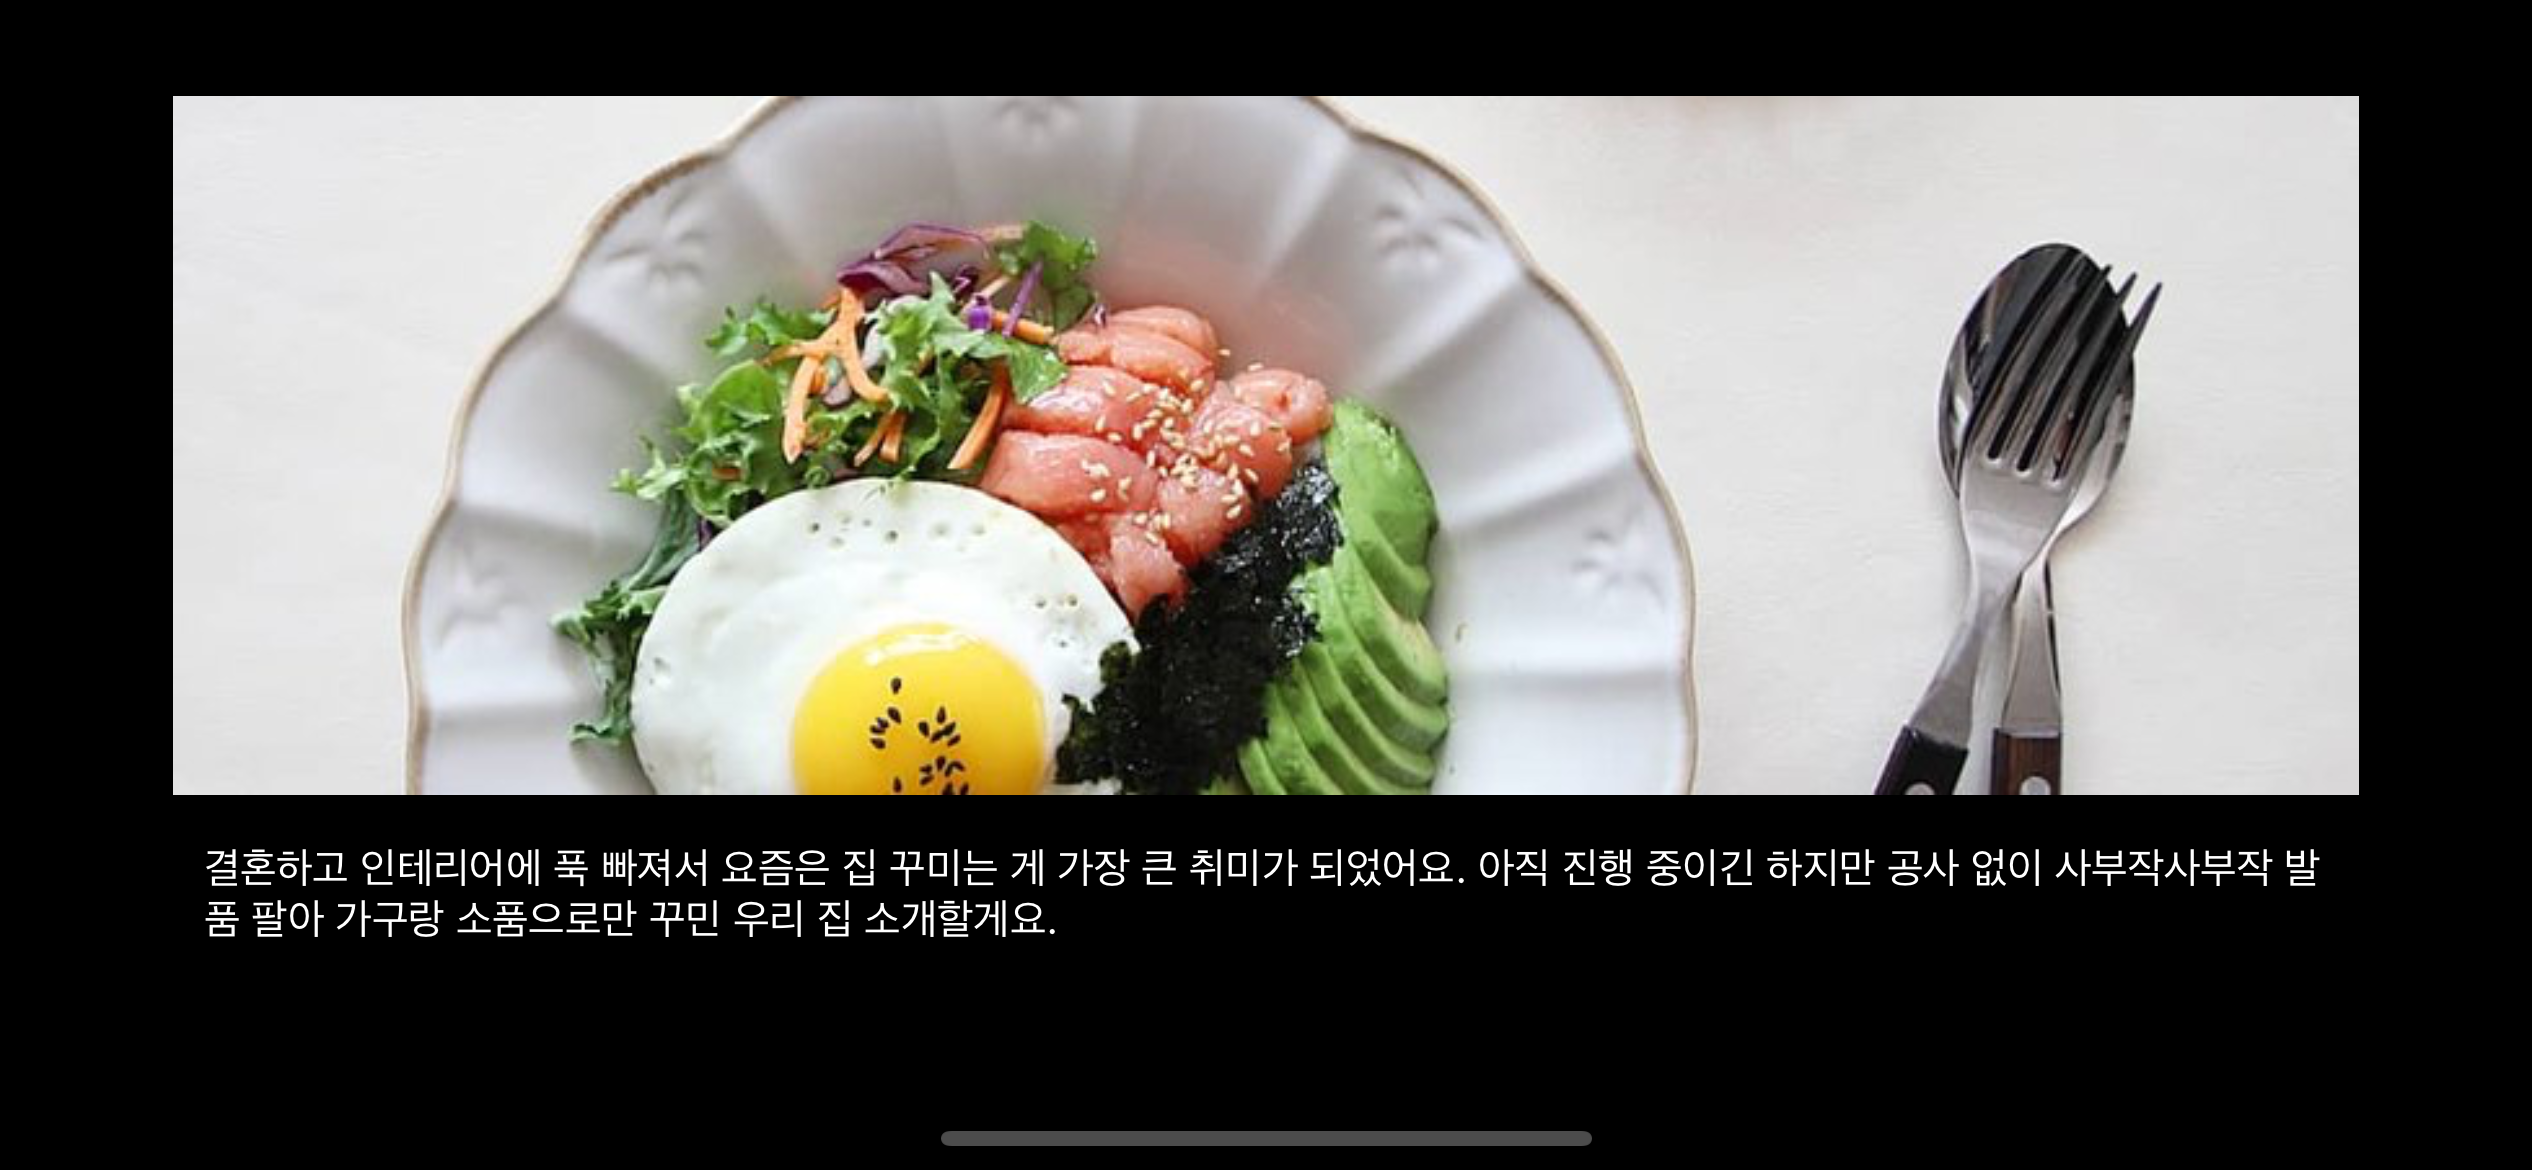 결혼하고 인테리어에 푹 빠져서 요즘은 집 꾸미는 게 가장 큰 취미가 되었어요. 아직 진행 중이긴 하지만 공사 없이 사부작사부작 발
품 팔아 가구랑 소품으로만 꾸민 우리 집 소개할게요.